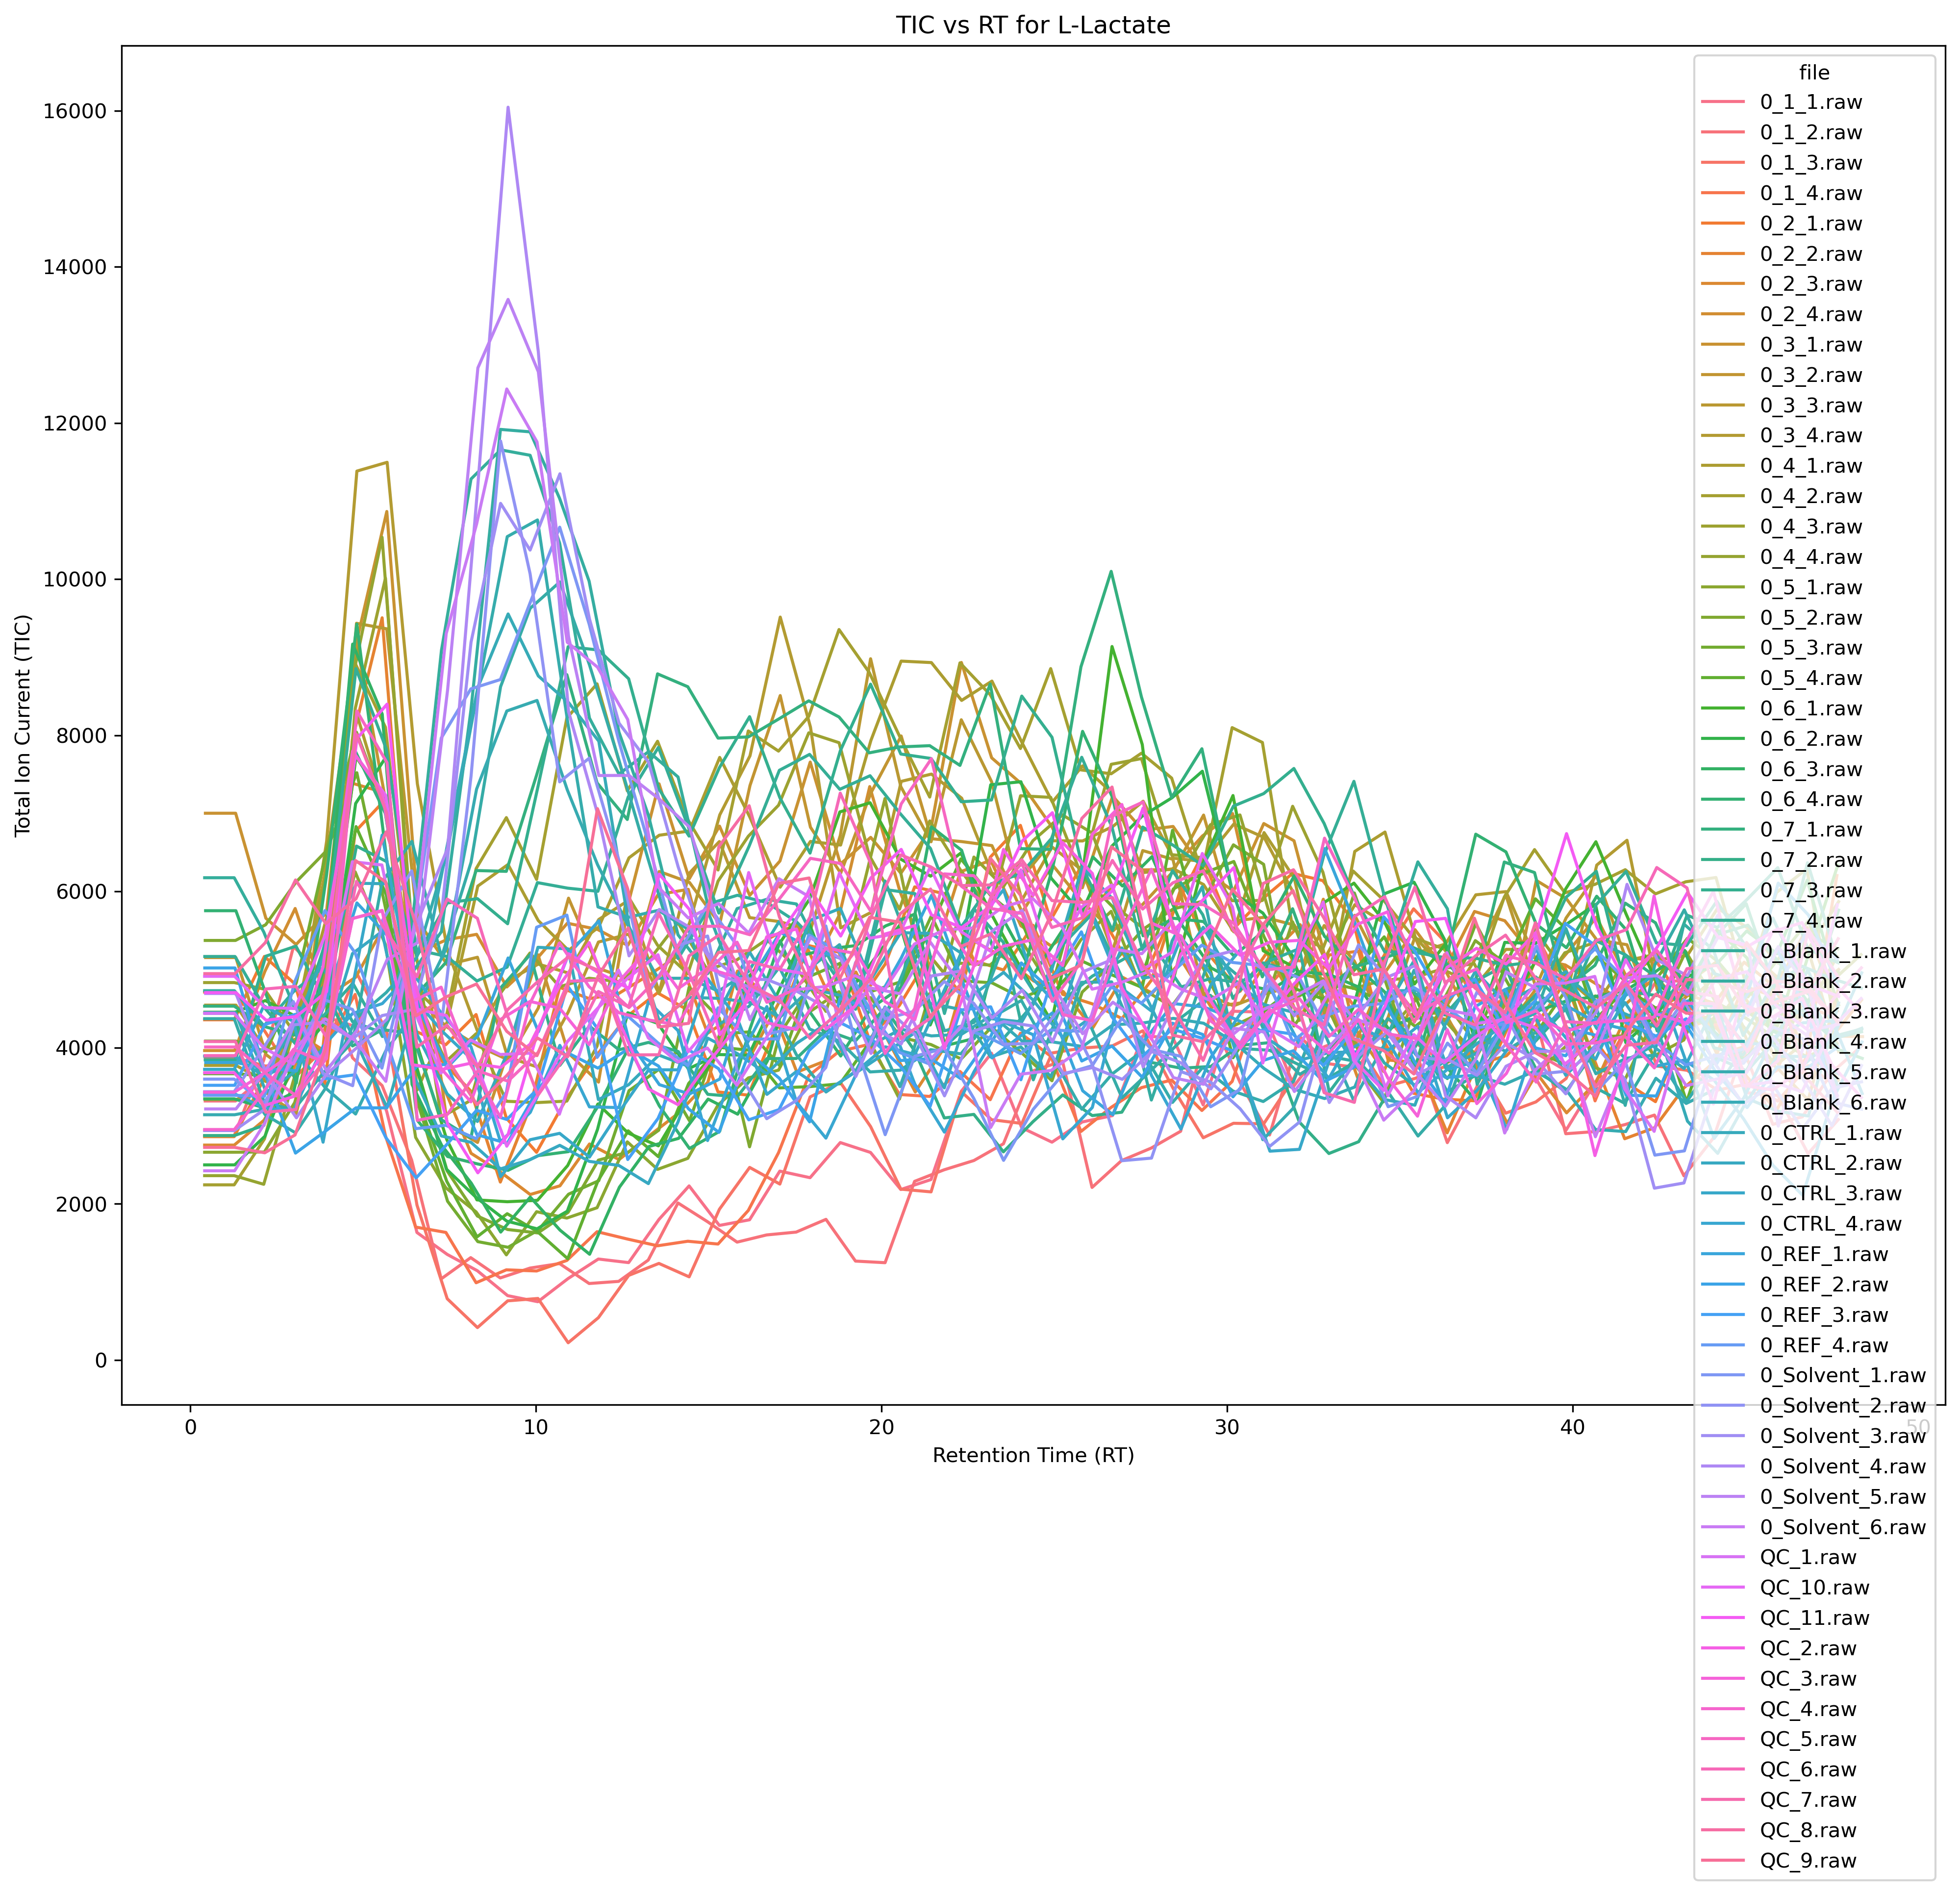 TIC vs RT for L-Lactate
Total Ion Current (TIC)
16000
14000
12000
10000
8000
6000
4000
2000
0
0 10 20 30 40 50
Retention Time (RT)
file
0_1_1.raw
0_1_2.raw
0_1_3.raw
0_1_4.raw
0_2_1.raw
0_2_2.raw
0_2_3.raw
0_2_4.raw
0_3_1.raw
0_3_2.raw
0_3_3.raw
0_3_4.raw
0_4_1.raw
0_4_2.raw
0_4_3.raw
0_4_4.raw
0_5_1.raw
0_5_2.raw
0_5_3.raw
0_5_4.raw
0_6_1.raw
0_6_2.raw
0_6_3.raw
0_6_4.raw
0_7_1.raw
0_7_2.raw
0_7_3.raw
0_7_4.raw
0_Blank_1.raw
0_Blank_2.raw
0_Blank_3.raw
0_Blank_4.raw
0_Blank_5.raw
0_Blank_6.raw
0_CTRL_1.raw
0_CTRL_2.raw
0_CTRL_3.raw
0_CTRL_4.raw
0_REF_1.raw
0_REF_2.raw
0_REF_3.raw
0_REF_4.raw
0_Solvent_1.raw
0_Solvent_2.raw
0_Solvent_3.raw
0_Solvent_4.raw
0_Solvent_5.raw
0_Solvent_6.raw
QC_1.raw
QC_10.raw
QC_11.raw
QC_2.raw
QC_3.raw
QC_4.raw
QC_5.raw
QC_6.raw
QC_7.raw
QC_8.raw
QC_9.raw